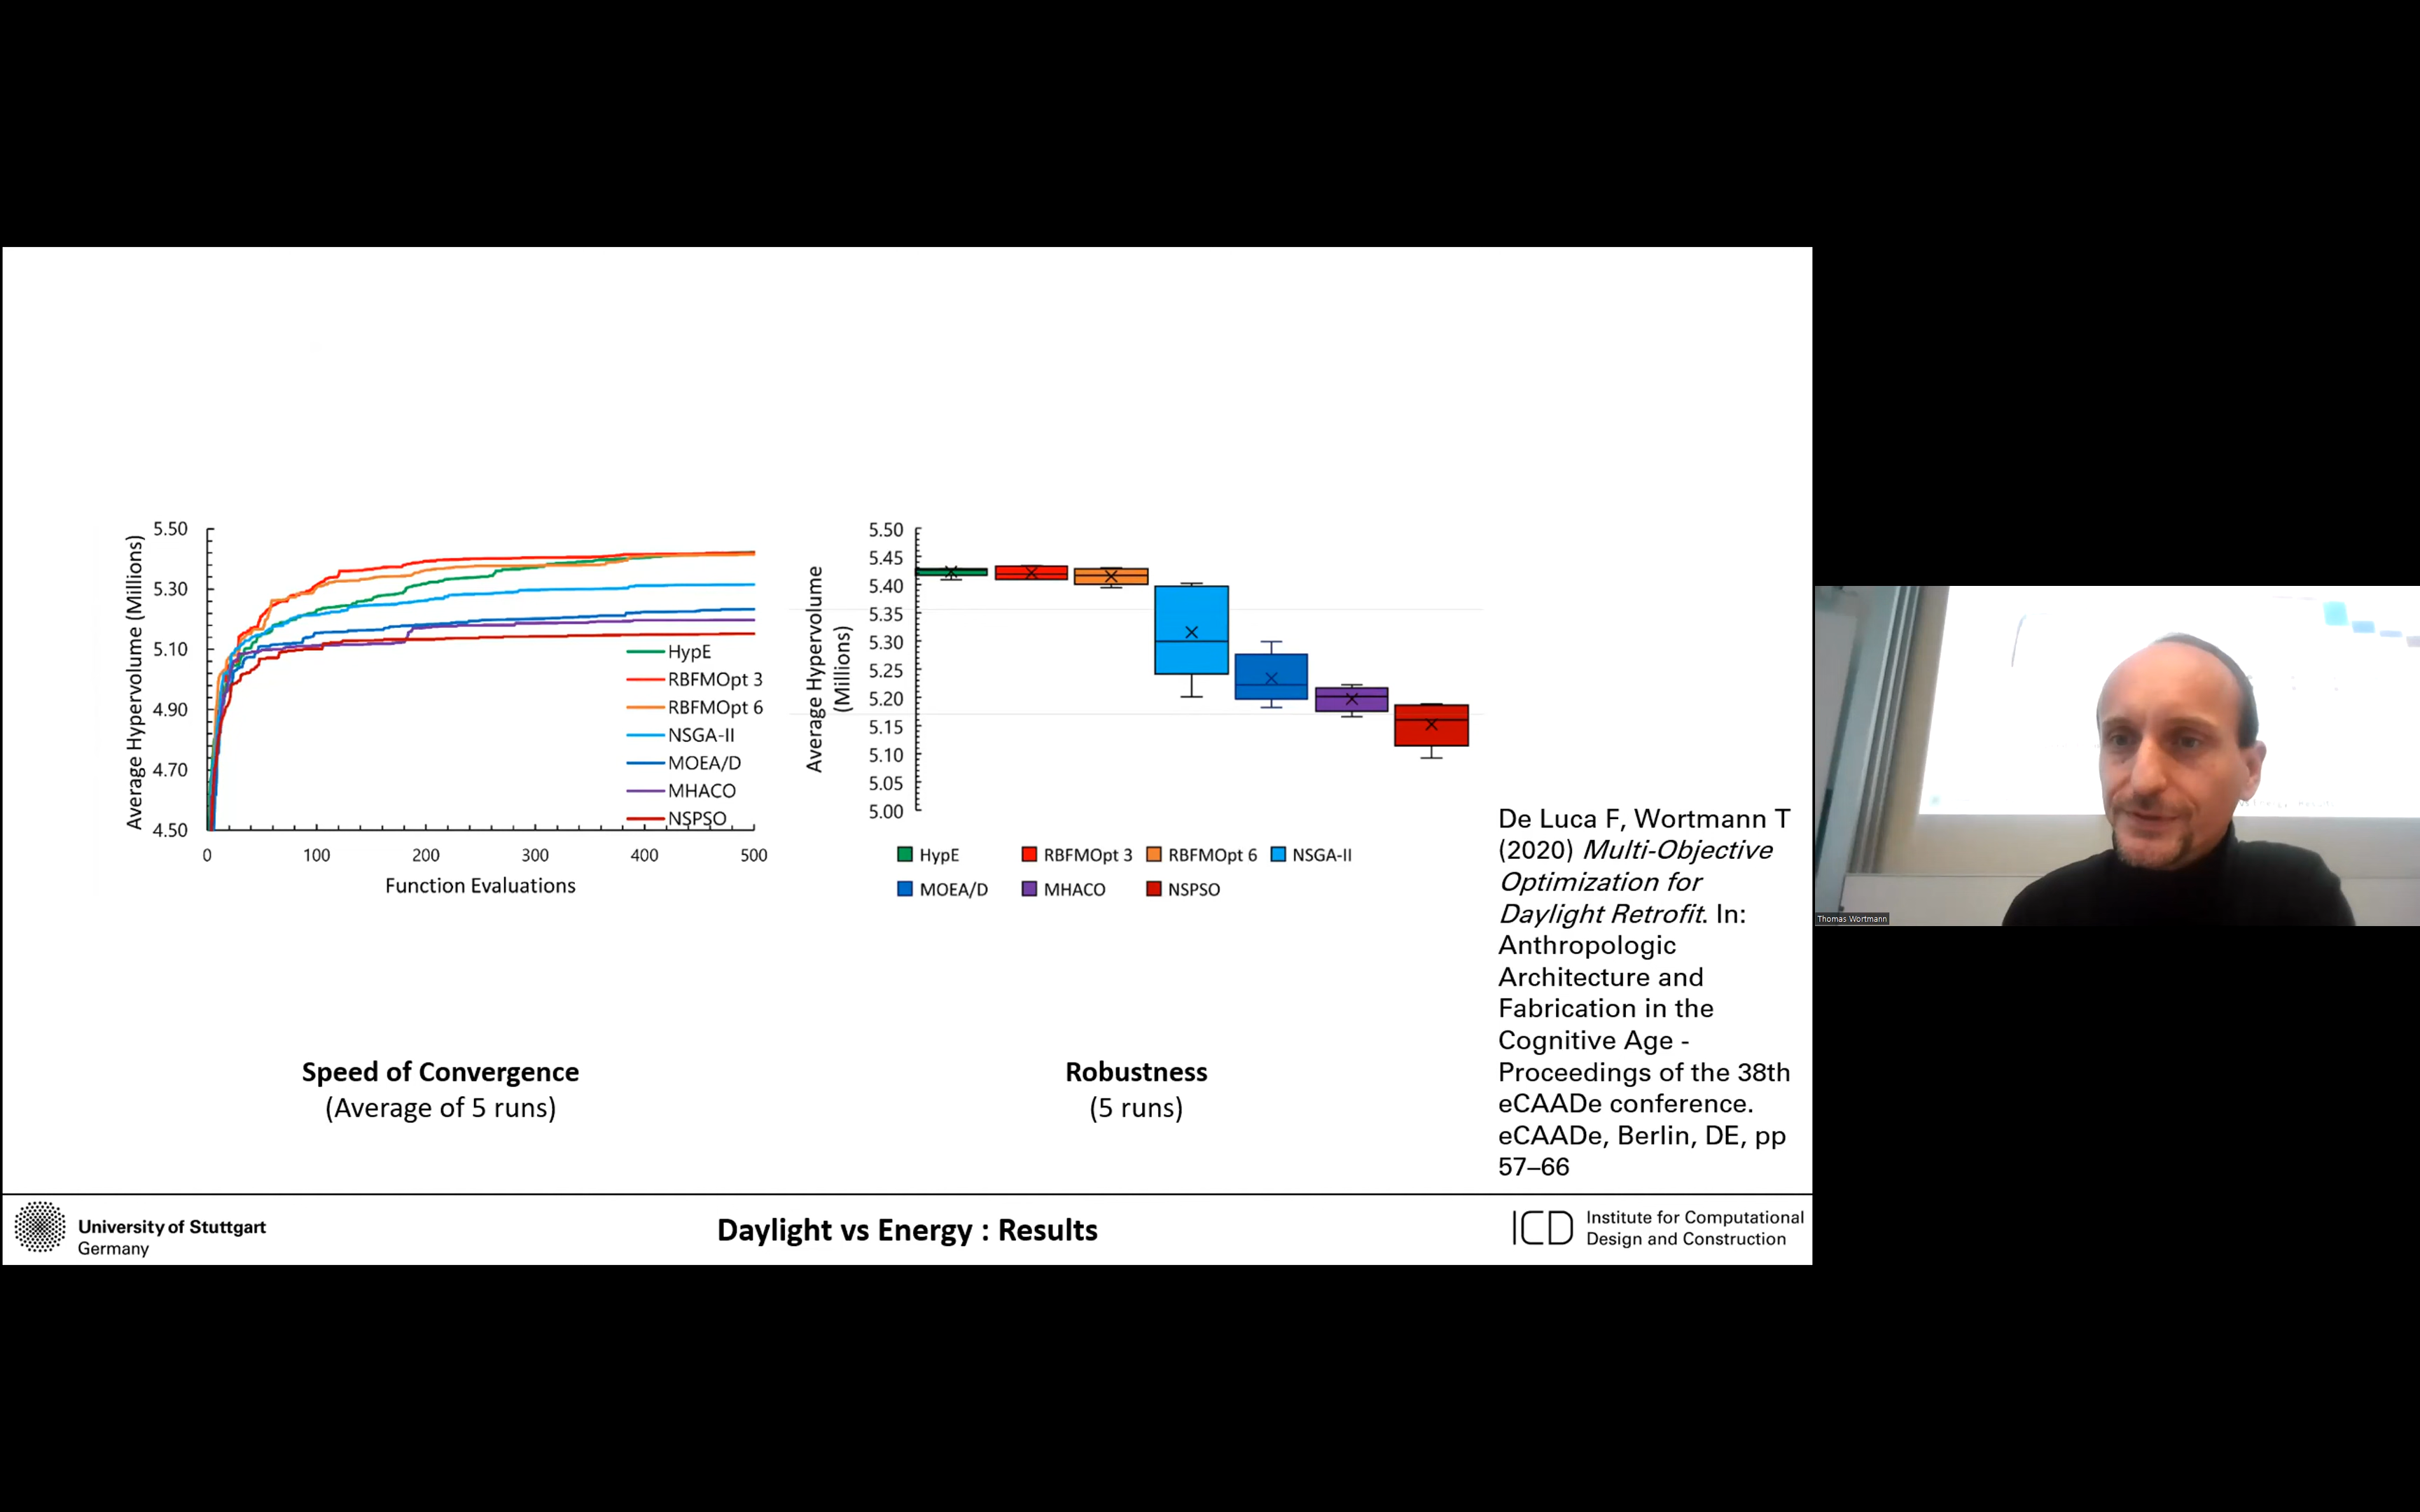 Average Hypervolume (Millions)
5.50
5.30
5.10
4.90
4.70
4.50
0 100 200 300 400 500
Function Evaluations
HypE
RBFMOpt 3
RBFMOpt 6
NSGA-II
MOEA/D
MHACO
NSPSO
Average Hypervolume
(Millions)
5.50
5.45
5.40
5.35
5.30
5.25
5.20
5.15
5.10
5.05
5.00
HypE RBFMOpt 3 RBFMOpt 6 NSGA-II
MOEA/D MHACO NSPSO
Speed of Convergence
(Average of 5 runs)
Robustness
(5 runs)
De Luca F, Wortmann T
(2020) Multi-Objective
Optimization for
Daylight Retrofit. In:
Anthropologic
Architecture and
Fabrication in the
Cognitive Age -
Proceedings of the 38th
eCAADe conference.
eCAADe, Berlin, DE, pp
57–66
University of Stuttgart
Germany
Daylight vs Energy : Results
ICD
Institute for Computational
Design and Construction
Thomas Wortmann